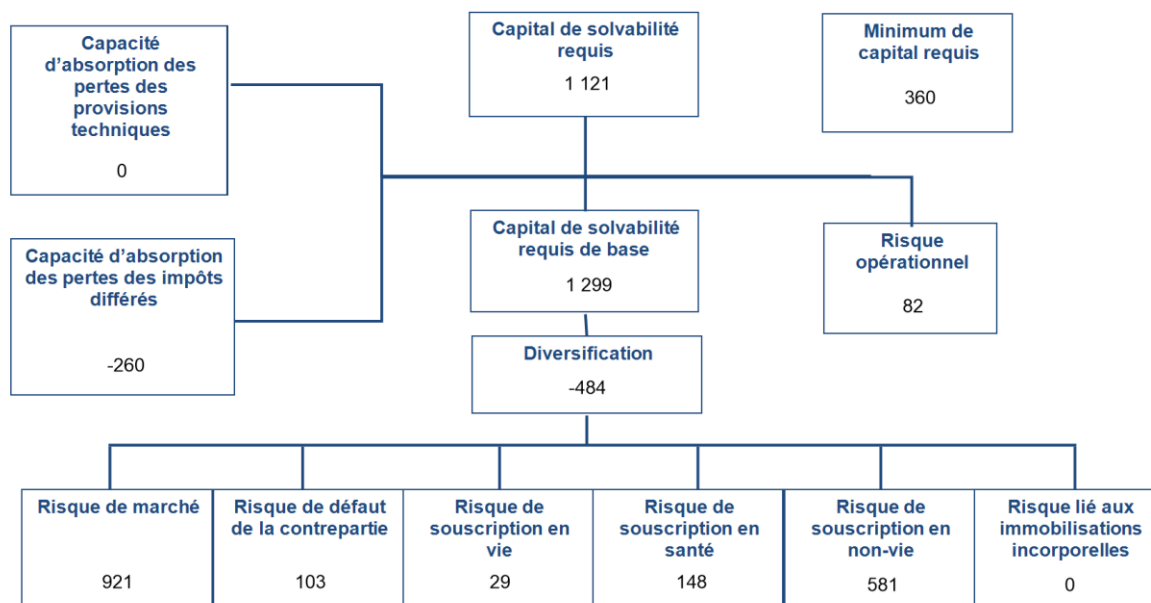 Capacité
d’absorption des
pertes des
provisions
techniques
0
Capital de solvabilité
requis
1 121
Minimum de
capital requis
360
Capacité d’absorption
des pertes des impôts
différés
-260
Capital de solvabilité
requis de base
1 299
Risque
opérationnel
82
Diversification
-484
Risque de marché
921
Risque de défaut
de la contrepartie
103
Risque de
souscription en
vie
29
Risque de
souscription en
santé
148
Risque de
souscription en
non-vie
581
Risque lié aux
immobilisations
incorporelles
0